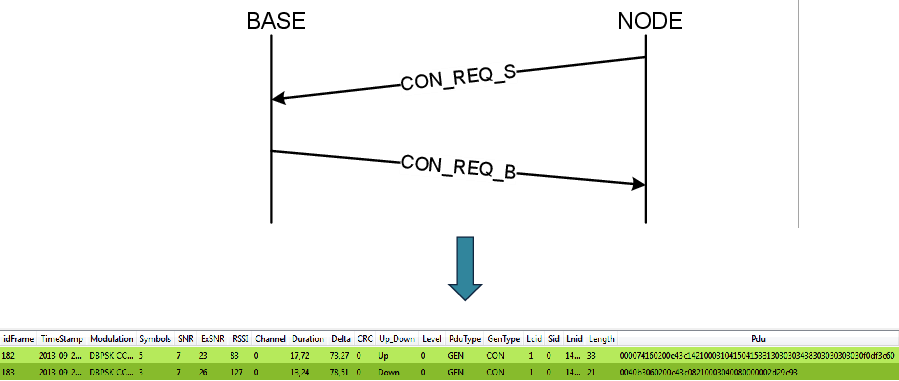 BASE NODE
CON_REQ_S
CON_REQ_B
idFrame TimeStamp Modulation Symbols SNR ExSNR RSSI Channel Duration Delta CRC Up_Down Level PduType GenType Lcid Sid Lnid Length Pdu
182 2013-09-2... DBPSK CC... 5 7 23 83 0 17,72 73,27 0 Up 0 GEN CON 1 0 14... 33
183 2013-09-2... DBPSK CC... 3 7 26 127 0 13,24 78,51 0 Down 0 GEN CON 1 0 14... 21